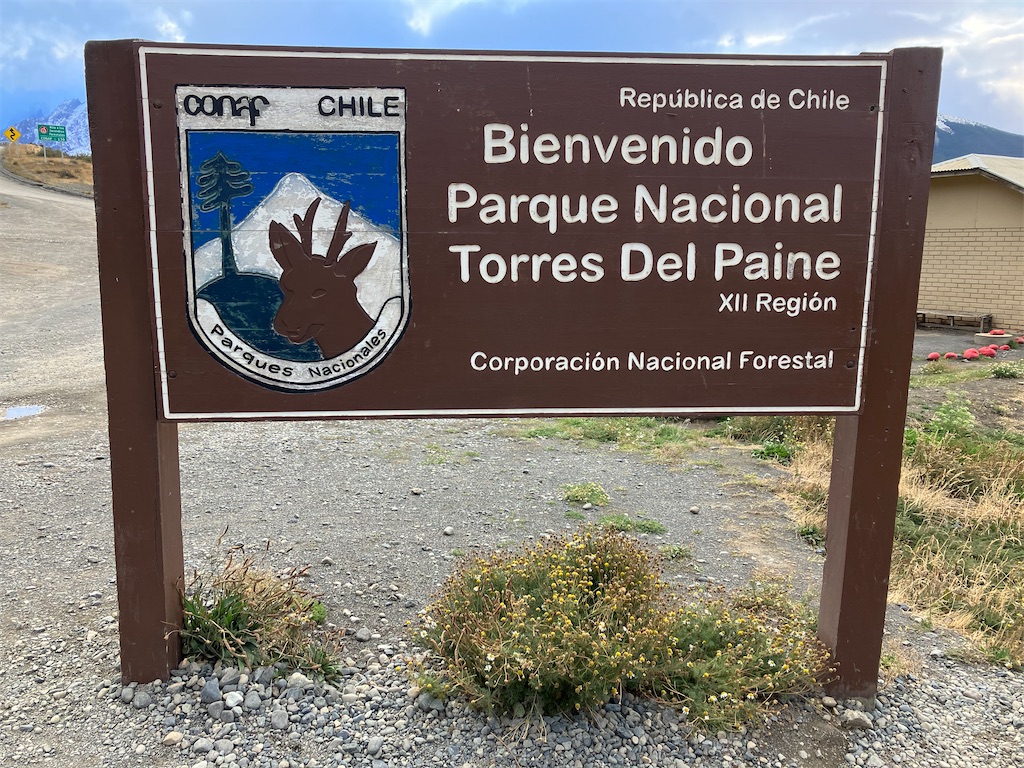 conaf CHILE
Parques Nacionales
República de Chile
Bienvenido
Parque Nacional
Torres Del Paine
XII Región
Corporación Nacional Forestal